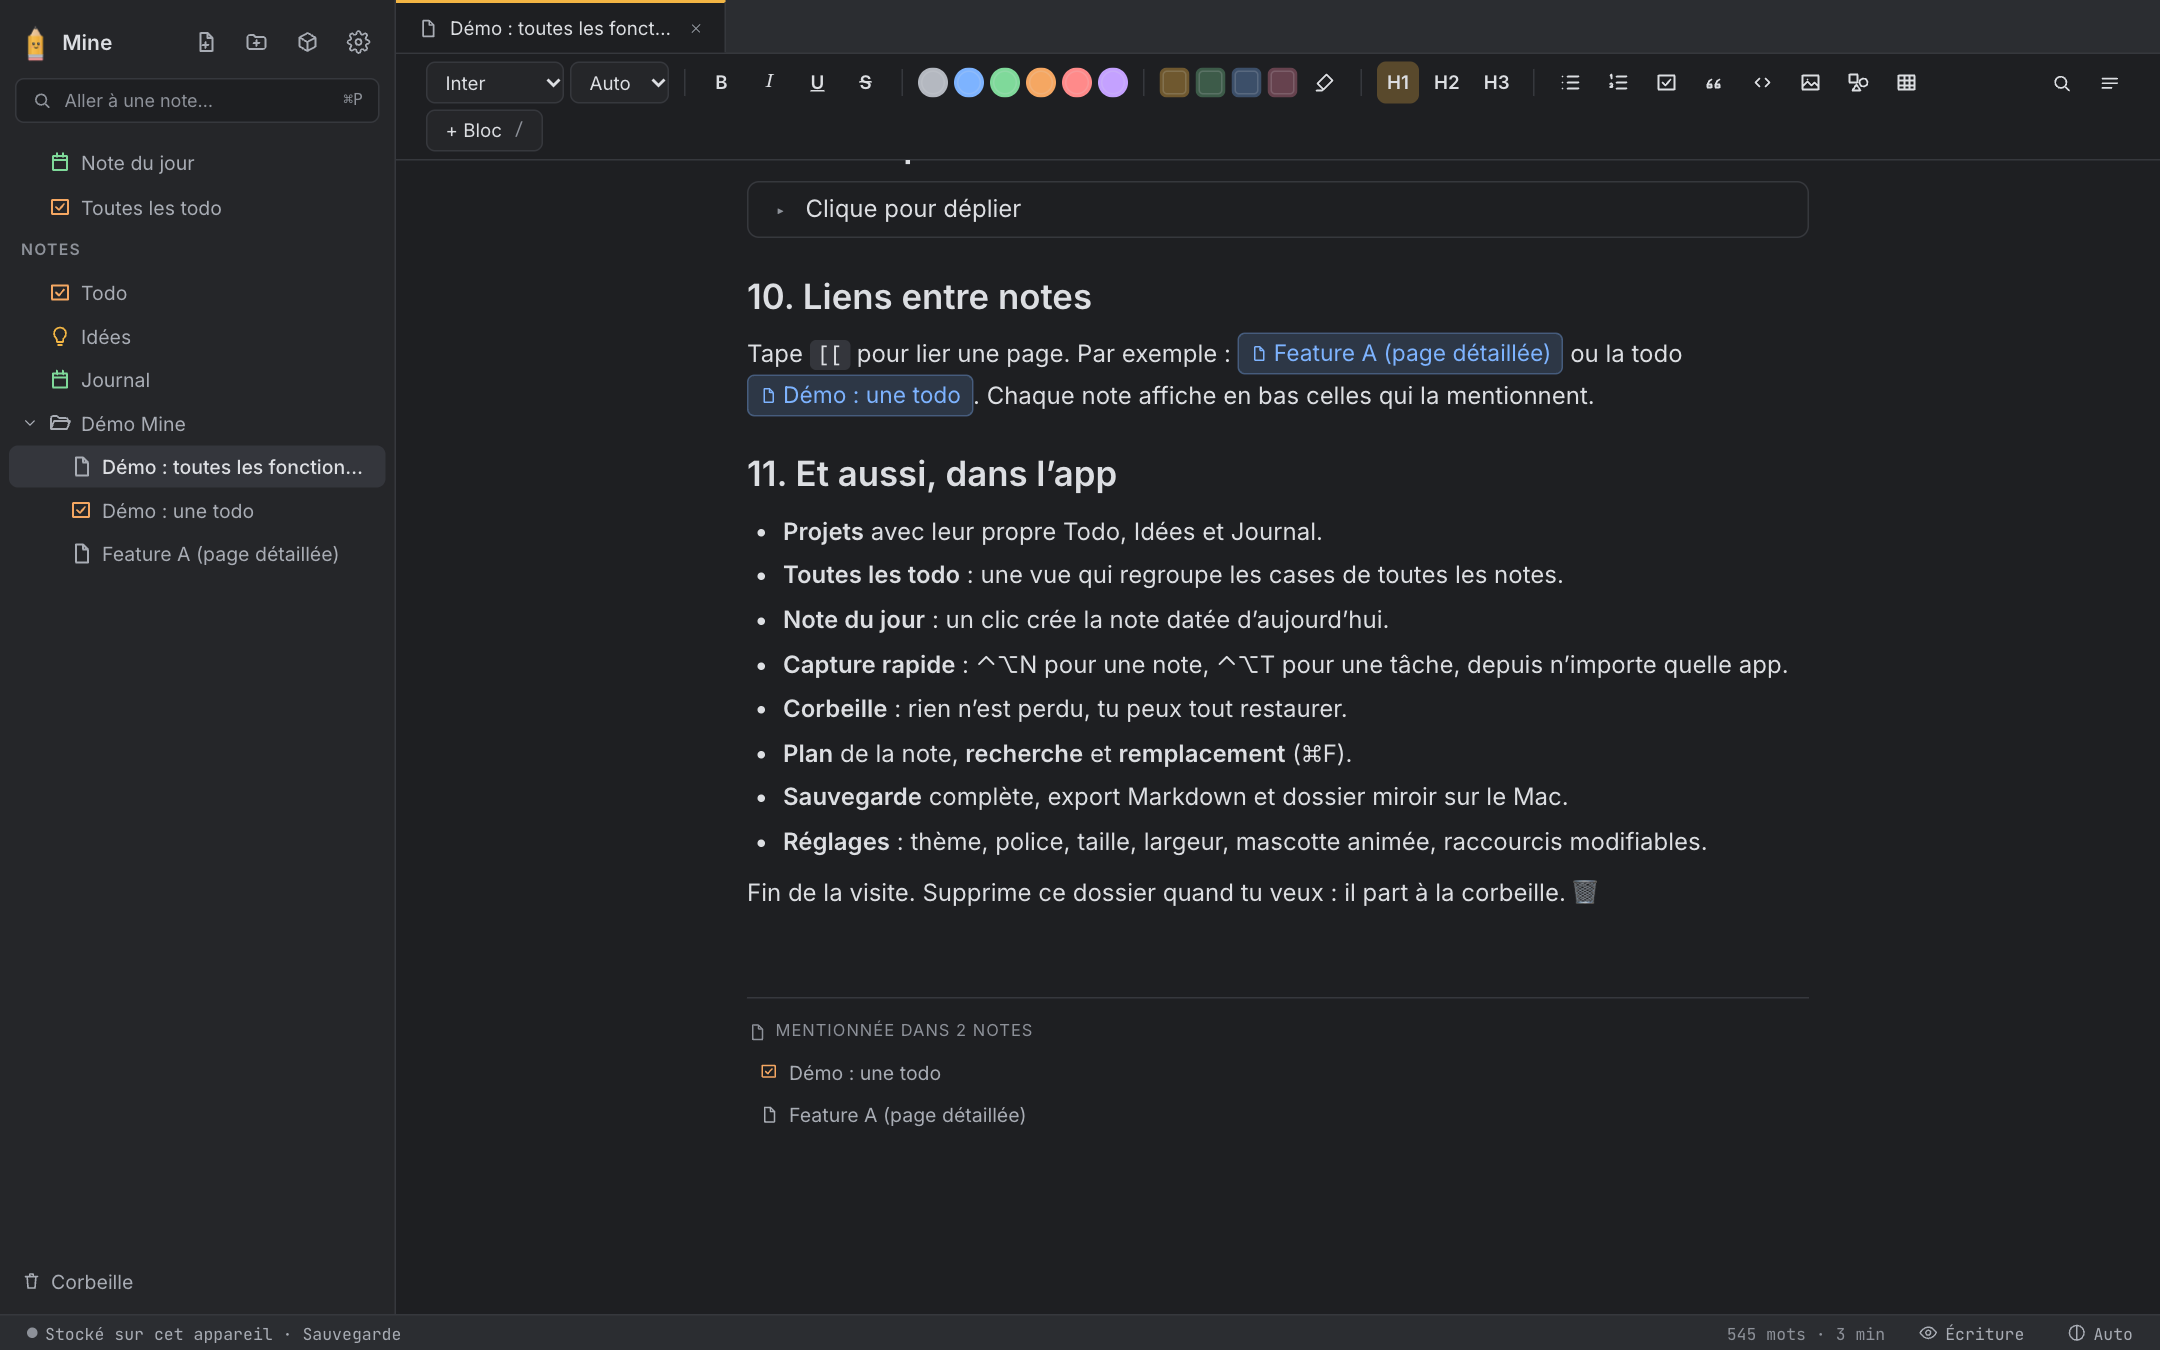 Mine
Aller à une note… ⌘P
Note du jour
Toutes les todo
NOTES
Todo
Idées
Journal
Démo Mine
Démo : toutes les fonction…
Démo : une todo
Feature A (page détaillée)
Corbeille
Démo : toutes les fonct… ×
Inter Auto B I U S H1 H2 H3
+ Bloc /
Clique pour déplier
10. Liens entre notes
Tape [[ pour lier une page. Par exemple : Feature A (page détaillée) ou la todo
Démo : une todo . Chaque note affiche en bas celles qui la mentionnent.
11. Et aussi, dans l’app
• Projets avec leur propre Todo, Idées et Journal.
• Toutes les todo : une vue qui regroupe les cases de toutes les notes.
• Note du jour : un clic crée la note datée d’aujourd’hui.
• Capture rapide : ⌃⌥N pour une note, ⌃⌥T pour une tâche, depuis n’importe quelle app.
• Corbeille : rien n’est perdu, tu peux tout restaurer.
• Plan de la note, recherche et remplacement (⌘F).
• Sauvegarde complète, export Markdown et dossier miroir sur le Mac.
• Réglages : thème, police, taille, largeur, mascotte animée, raccourcis modifiables.
Fin de la visite. Supprime ce dossier quand tu veux : il part à la corbeille. 🗑️
MENTIONNÉE DANS 2 NOTES
Démo : une todo
Feature A (page détaillée)
Stocké sur cet appareil · Sauvegarde
545 mots · 3 min Écriture Auto